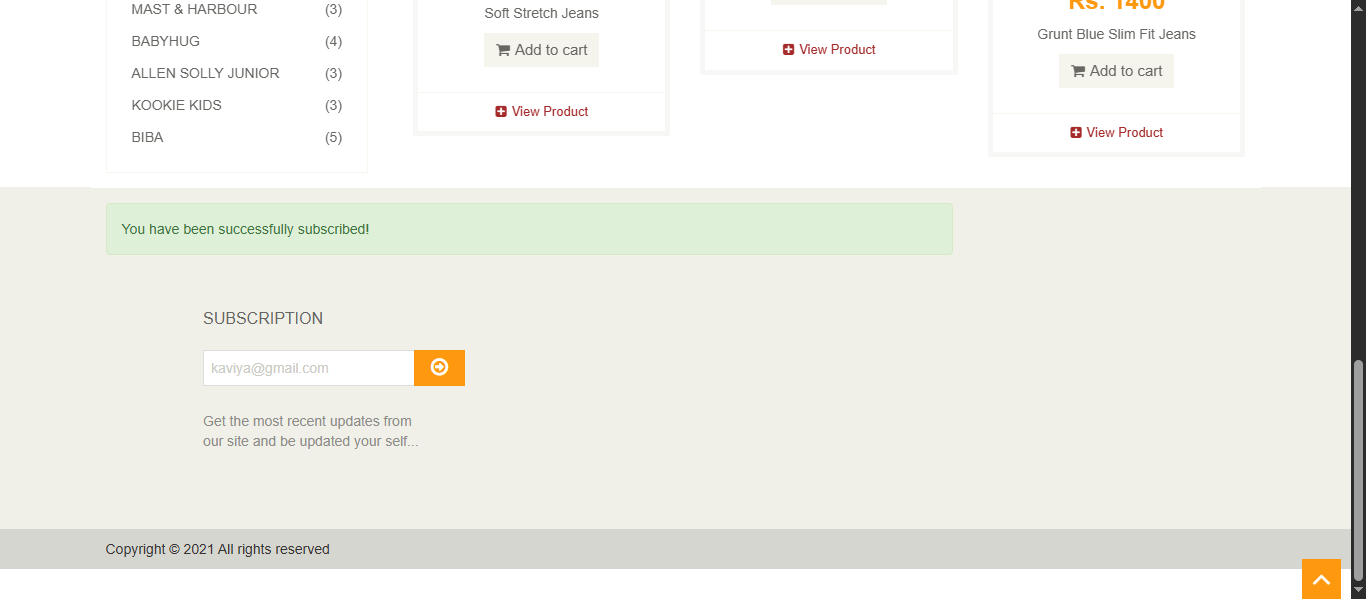 MAST & HARBOUR (3)
BABYHUG (4)
ALLEN SOLLY JUNIOR (3)
KOOKIE KIDS (3)
BIBA (5)
Soft Stretch Jeans
Add to cart
View Product
View Product
Rs. 1400
Grunt Blue Slim Fit Jeans
Add to cart
View Product
You have been successfully subscribed!
SUBSCRIPTION
kaviya@gmail.com
Get the most recent updates from
our site and be updated your self...
Copyright © 2021 All rights reserved